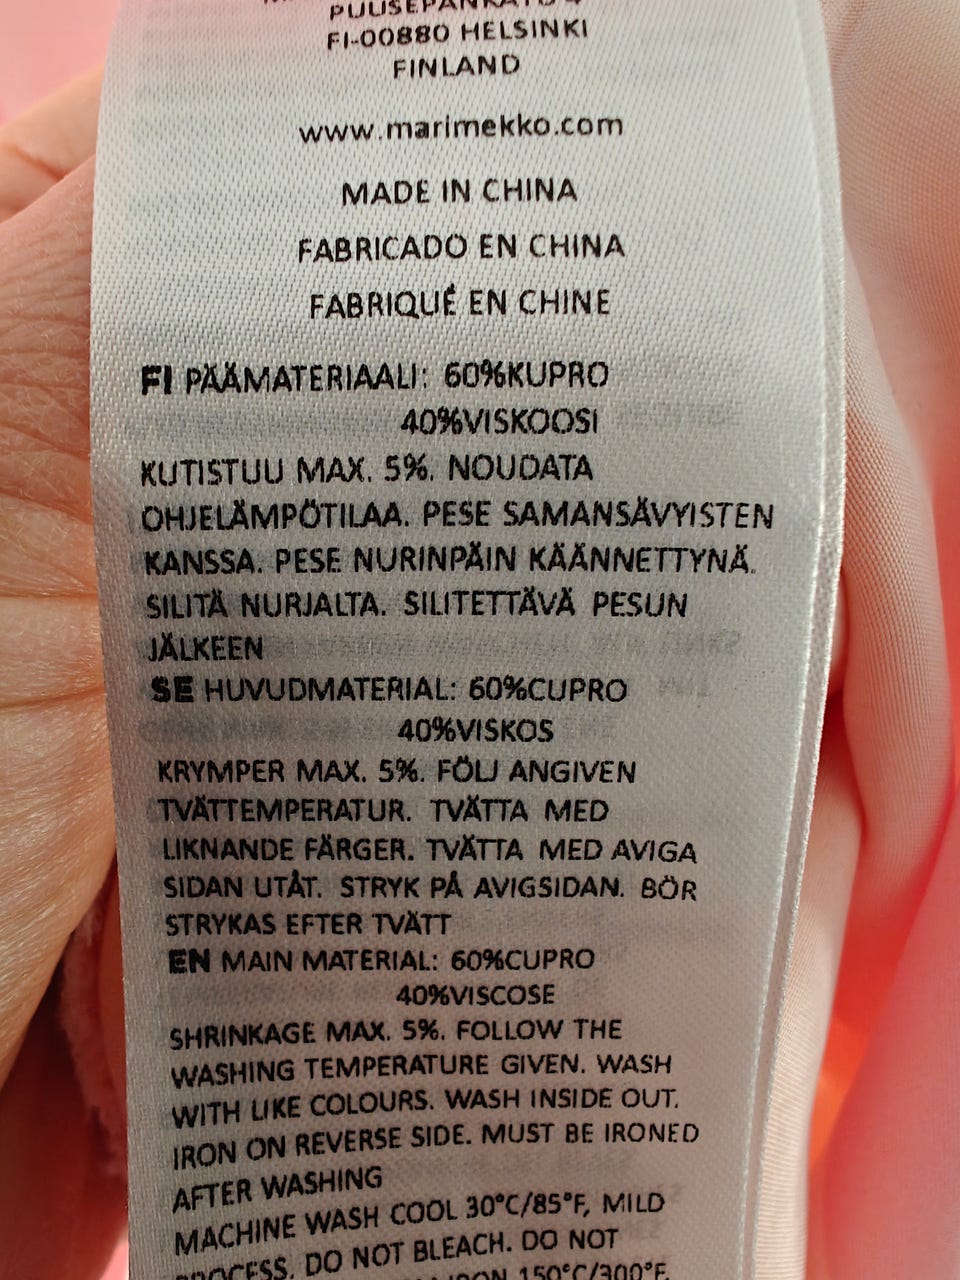 PUUSEPÄNKATU 4
FI-00880 HELSINKI
FINLAND
www.marimekko.com
MADE IN CHINA
FABRICADO EN CHINA
FABRIQUÉ EN CHINE
FI PÄÄMATERIAALI: 60%KUPRO
40%VISKOOSI
KUTISTUU MAX. 5%. NOUDATA
OHJELÄMPÖTILAA. PESE SAMANSÄVYISTEN
KANSSA. PESE NURINPÄIN KÄÄNNETTYNÄ.
SILITÄ NURJALTA. SILITETTÄVÄ PESUN
JÄLKEEN
SE HUVUDMATERIAL: 60%CUPRO
40%VISKOS
KRYMPER MAX. 5%. FÖLJ ANGIVEN
TVÄTTEMPERATUR. TVÄTTA MED
LIKNANDE FÄRGER. TVÄTTA MED AVIGA
SIDAN UTÅT. STRYK PÅ AVIGSIDAN. BÖR
STRYKAS EFTER TVÄTT
EN MAIN MATERIAL: 60%CUPRO
40%VISCOSE
SHRINKAGE MAX. 5%. FOLLOW THE
WASHING TEMPERATURE GIVEN. WASH
WITH LIKE COLOURS. WASH INSIDE OUT.
IRON ON REVERSE SIDE. MUST BE IRONED
AFTER WASHING
MACHINE WASH COOL 30°C/85°F, MILD
PROCESS. DO NOT BLEACH. DO NOT
IRON 150°C/300°F.